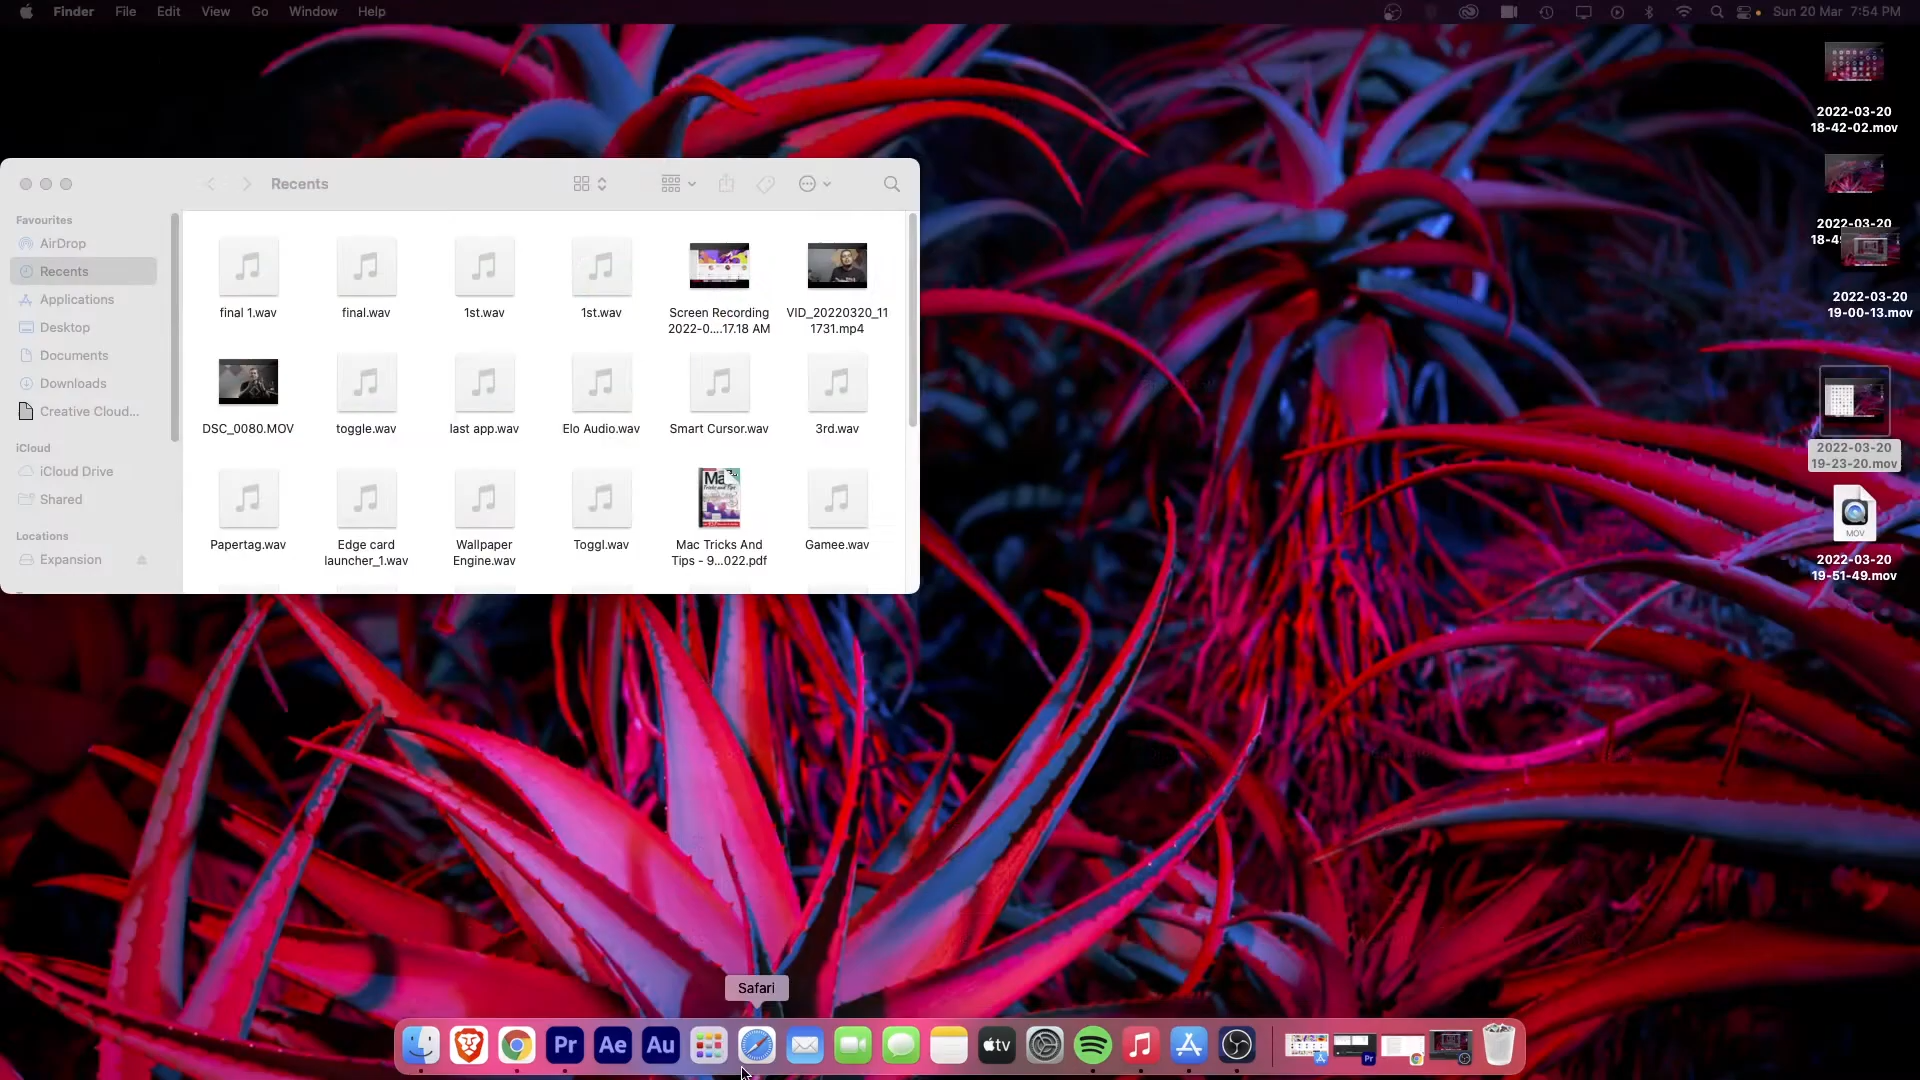 Finder File Edit View Go Window Help
Sun 20 Mar 7:54 PM
Recents
Favourites
AirDrop
Recents
Applications
Desktop
Documents
Downloads
Creative Cloud...
iCloud
iCloud Drive
Shared
Locations
Expansion
final 1.wav
final.wav
1st.wav
1st.wav
Screen Recording
2022-0....17.18 AM
VID_20220320_11
1731.mp4
DSC_0080.MOV
toggle.wav
last app.wav
Elo Audio.wav
Smart Cursor.wav
3rd.wav
Papertag.wav
Edge card
launcher_1.wav
Wallpaper
Engine.wav
Toggl.wav
Mac Tricks And
Tips - 9...022.pdf
Gamee.wav
2022-03-20
18-42-02.mov
2022-03-20
18-4
2022-03-20
19-00-13.mov
2022-03-20
19-23-20.mov
MOV
2022-03-20
19-51-49.mov
Safari
Pr
Ae
Au
tv
Pr